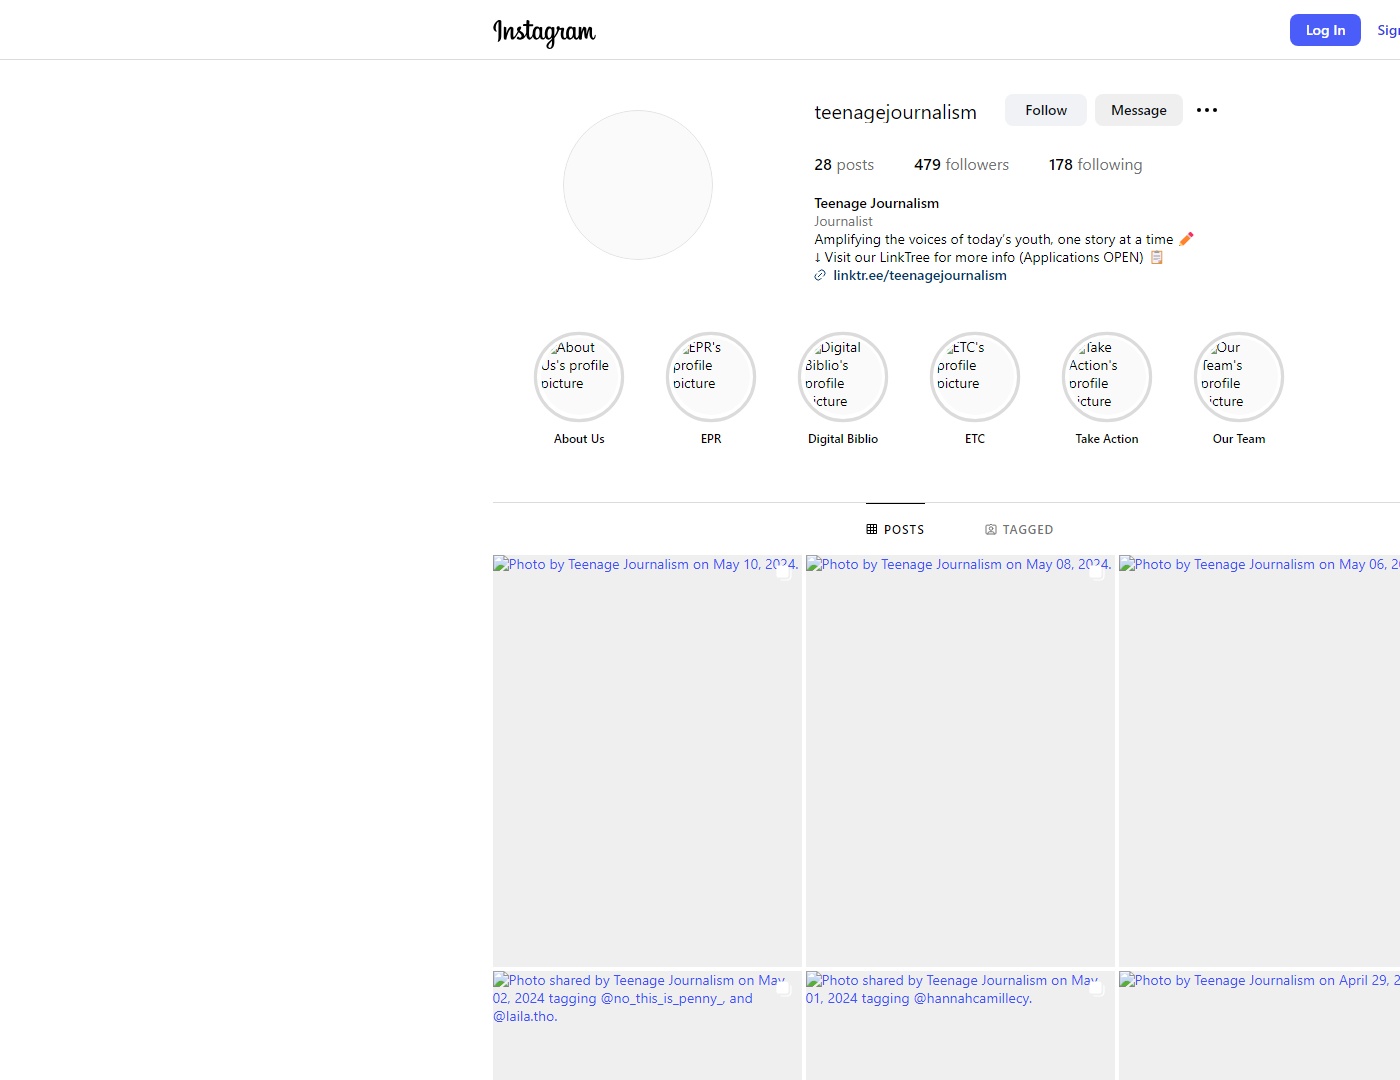 Instagram
Log In
teenagejournalism
Follow
Message
28 posts
479 followers
178 following
Teenage Journalism
Journalist
Amplifying the voices of today's youth, one story at a time
↓ Visit our LinkTree for more info (Applications OPEN)
linktr.ee/teenagejournalism
About
Us's profile
picture
EPR's
profile
picture
Digital
Biblio's
profile
picture
ETC's
profile
picture
Take
Action's
profile
picture
Our
Team's
profile
picture
About Us
EPR
Digital Biblio
ETC
Take Action
Our Team
POSTS
TAGGED
Photo by Teenage Journalism on May 10, 2024.
Photo by Teenage Journalism on May 08, 2024.
Photo by Teenage Journalism on May 06,
Photo shared by Teenage Journalism on May
02, 2024 tagging @no_this_is_penny_, and
@laila.tho.
Photo shared by Teenage Journalism on May
01, 2024 tagging @hannahcamillecy.
Photo by Teenage Journalism on April 29,